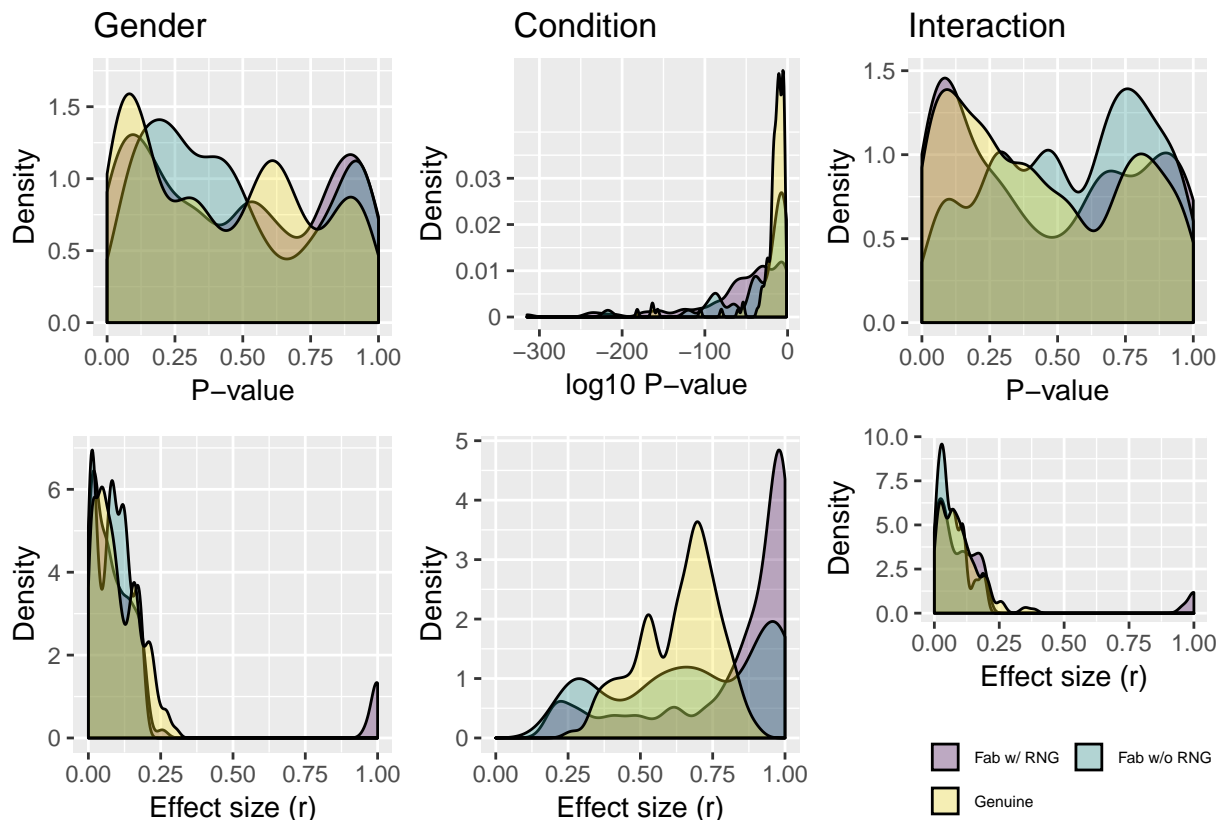 Gender
Condition
Interaction
Density
1.5
1.0
0.5
0.0
0.00 0.25 0.50 0.75 1.00
P−value
Density
0.03
0.02
0.01
0
−300 −200 −100 0
log10 P−value
Density
1.5
1.0
0.5
0.0
0.00 0.25 0.50 0.75 1.00
P−value
Density
6
4
2
0
0.00 0.25 0.50 0.75 1.00
Effect size (r)
Density
5
4
3
2
1
0
0.00 0.25 0.50 0.75 1.00
Effect size (r)
Density
10.0
7.5
5.0
2.5
0.0
0.00 0.25 0.50 0.75 1.00
Effect size (r)
Fab w/ RNG
Fab w/o RNG
Genuine